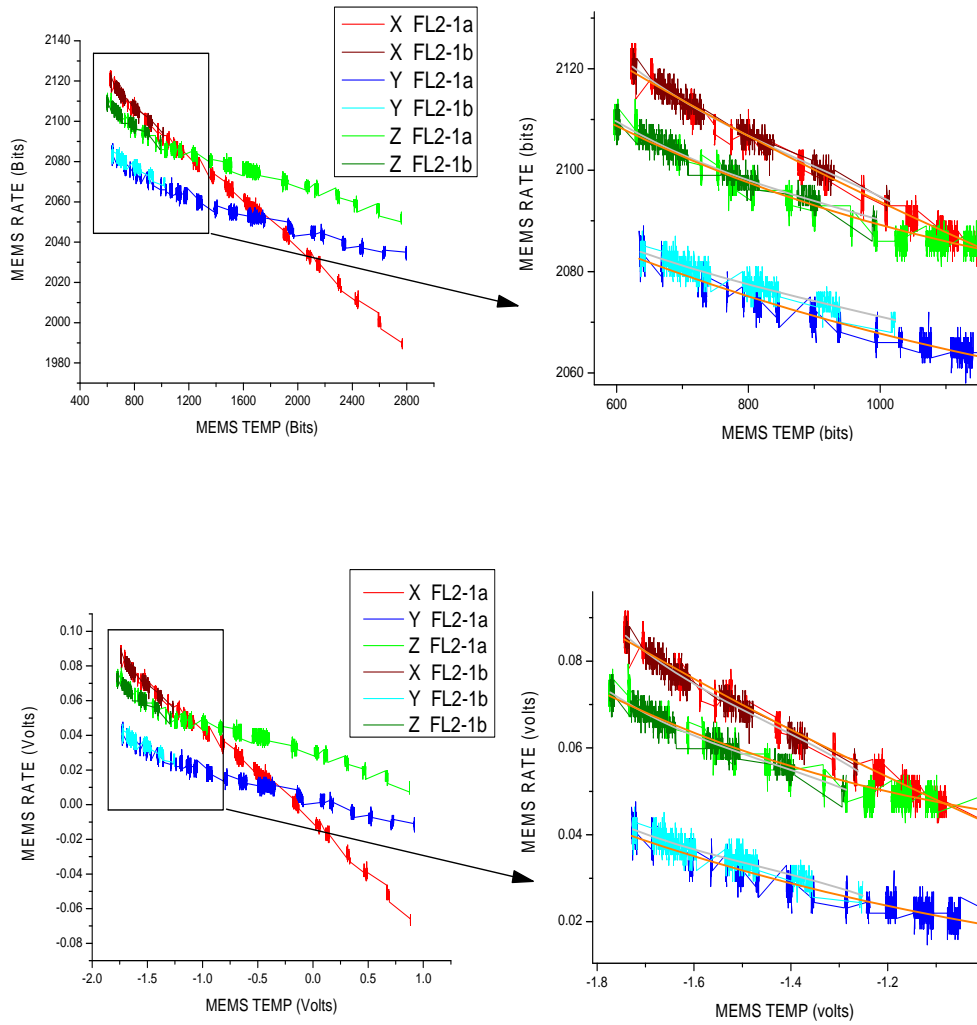 X FL2-1a
X FL2-1b
Y FL2-1a
Y FL2-1b
Z FL2-1a
Z FL2-1b
2140
2120
2100
2080
2060
2040
2020
2000
1980
MEMS RATE (Bits)
400 800 1200 1600 2000 2400 2800
MEMS TEMP (Bits)
2120
2100
2080
2060
MEMS RATE (bits)
600 800 1000
MEMS TEMP (bits)
X FL2-1a
Y FL2-1a
Z FL2-1a
X FL2-1b
Y FL2-1b
Z FL2-1b
0.10
0.08
0.06
0.04
0.02
0.00
-0.02
-0.04
-0.06
-0.08
MEMS RATE (Volts)
-2.0 -1.5 -1.0 -0.5 0.0 0.5 1.0
MEMS TEMP (Volts)
0.08
0.06
0.04
0.02
MEMS RATE (volts)
-1.8 -1.6 -1.4 -1.2
MEMS TEMP (volts)